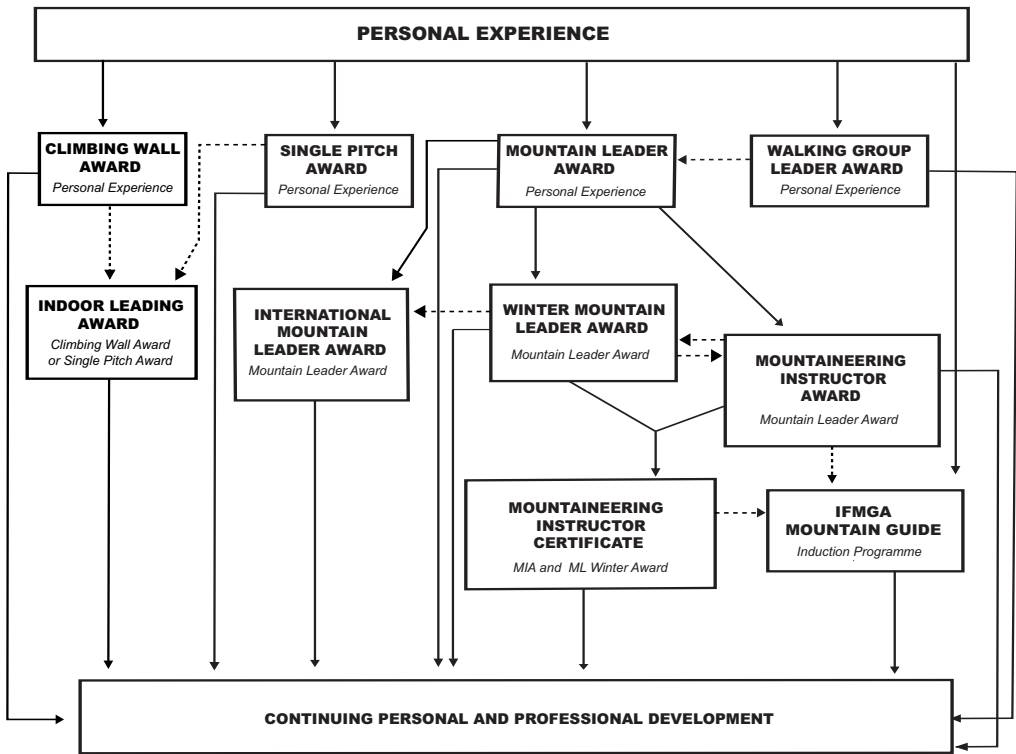 PERSONAL EXPERIENCE
CLIMBING WALL
AWARD
Personal Experience
SINGLE PITCH
AWARD
Personal Experience
MOUNTAIN LEADER
AWARD
Personal Experience
WALKING GROUP
LEADER AWARD
Personal Experience
INDOOR LEADING
AWARD
Climbing Wall Award
or Single Pitch Award
INTERNATIONAL
MOUNTAIN
LEADER AWARD
Mountain Leader Award
WINTER MOUNTAIN
LEADER AWARD
Mountain Leader Award
MOUNTAINEERING
INSTRUCTOR
AWARD
Mountain Leader Award
MOUNTAINEERING
INSTRUCTOR
CERTIFICATE
MIA and ML Winter Award
IFMGA
MOUNTAIN GUIDE
Induction Programme
CONTINUING PERSONAL AND PROFESSIONAL DEVELOPMENT